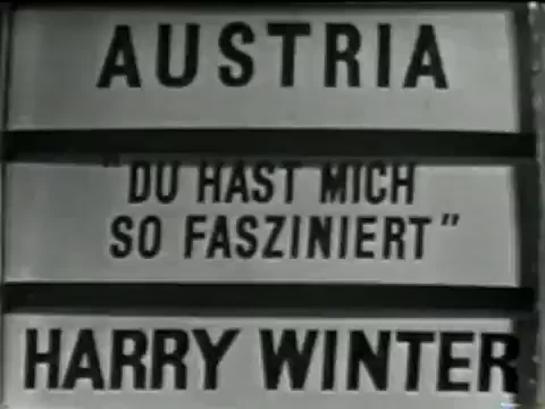 AUSTRIA
"DU HAST MICH
SO FASZINIERT"
HARRY WINTER